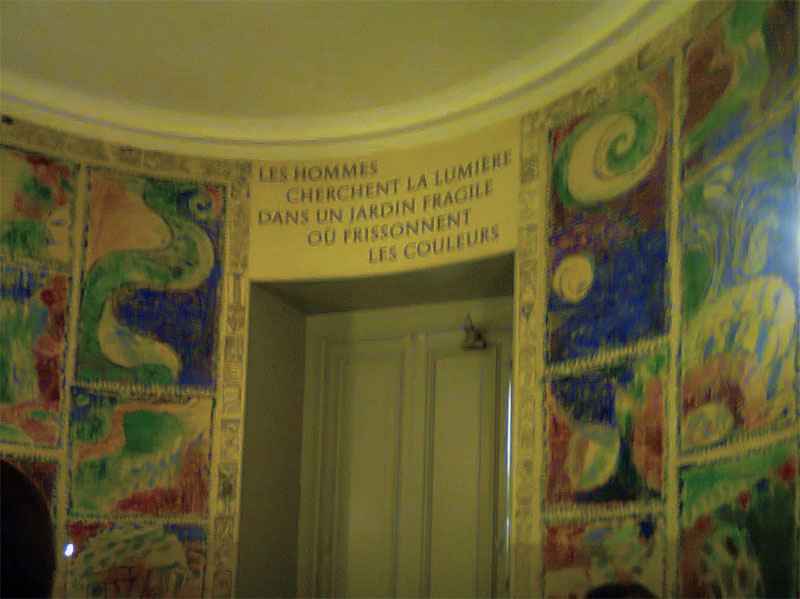 LES HOMMES
CHERCHENT LA LUMIÈRE
DANS UN JARDIN FRAGILE
OÙ FRISSONNENT
LES COULEURS